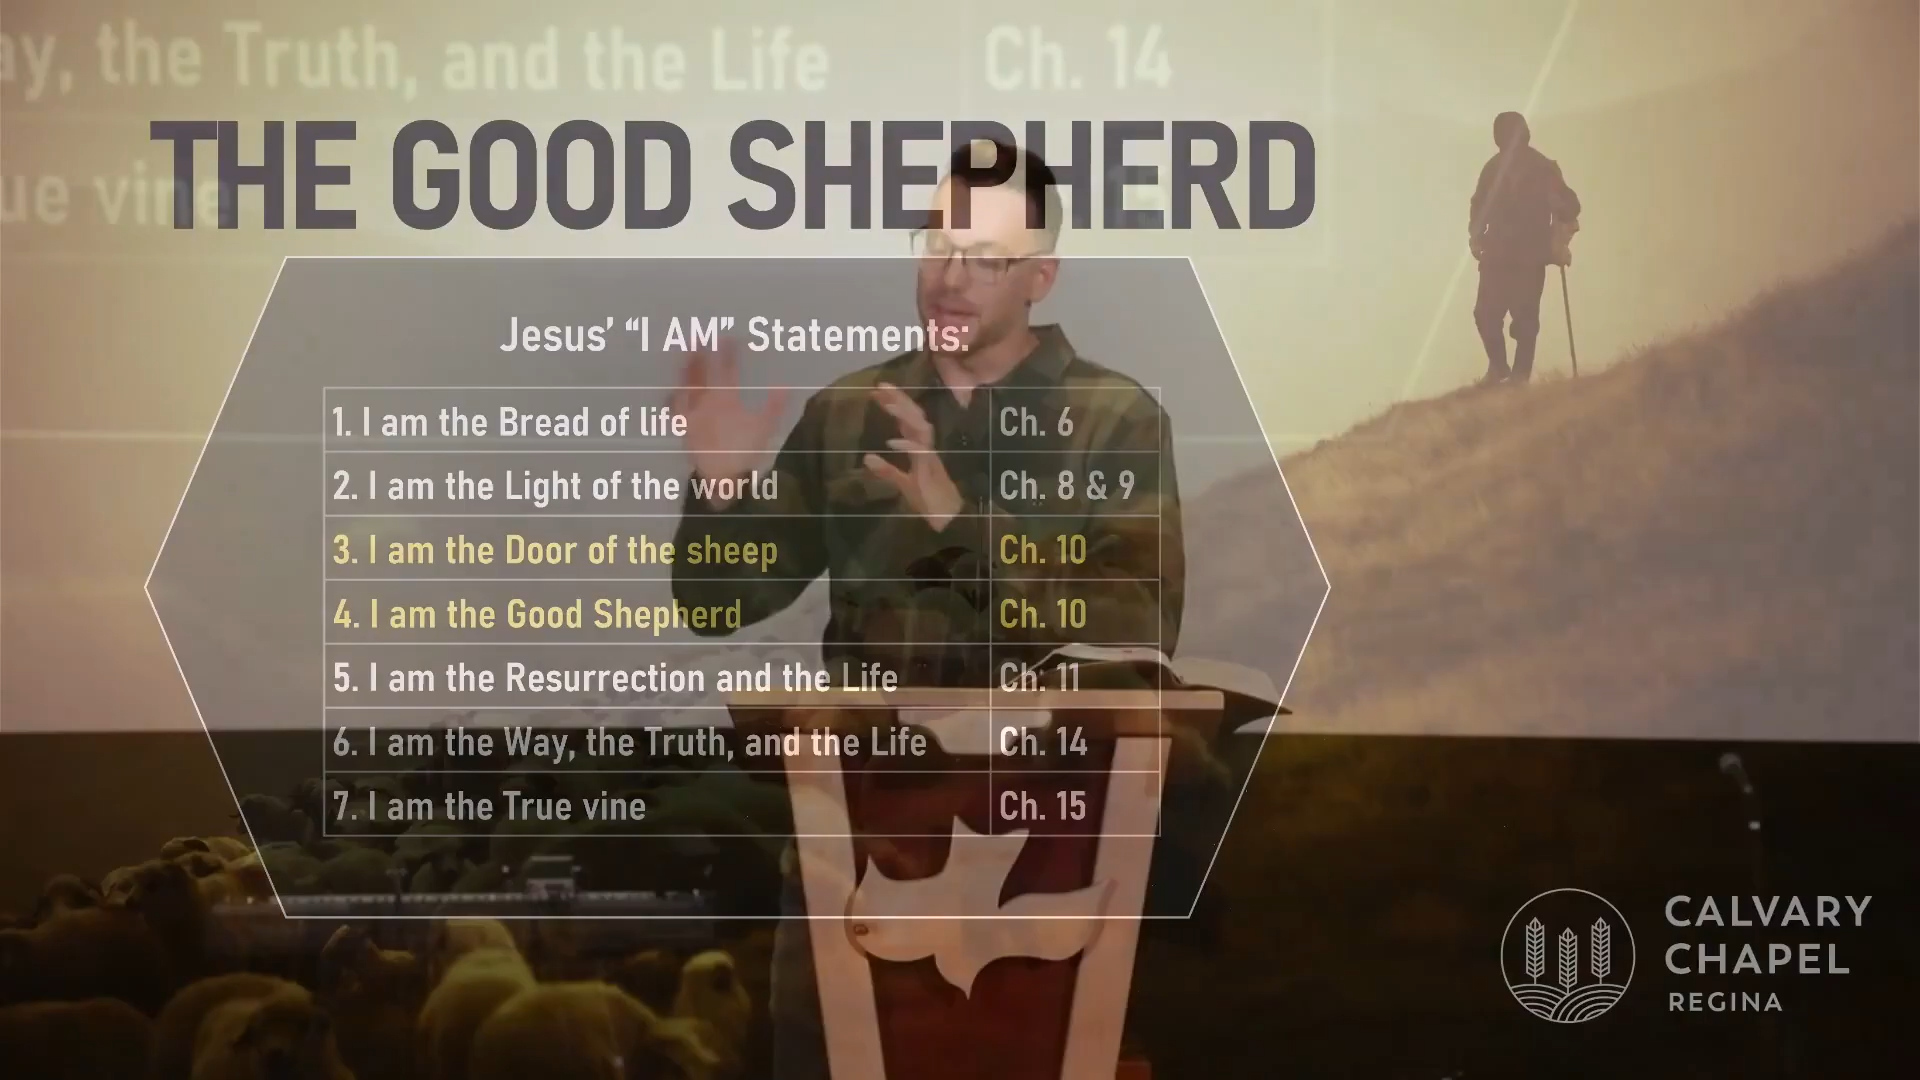 ay, the Truth, and the Life Ch. 14
ue vine 15
THE GOOD SHEPHERD
Jesus' “I AM” Statements:
1. I am the Bread of life Ch. 6
2. I am the Light of the world Ch. 8 & 9
3. I am the Door of the sheep Ch. 10
4. I am the Good Shepherd Ch. 10
5. I am the Resurrection and the Life Ch. 11
6. I am the Way, the Truth, and the Life Ch. 14
7. I am the True vine Ch. 15
CALVARY
CHAPEL
REGINA